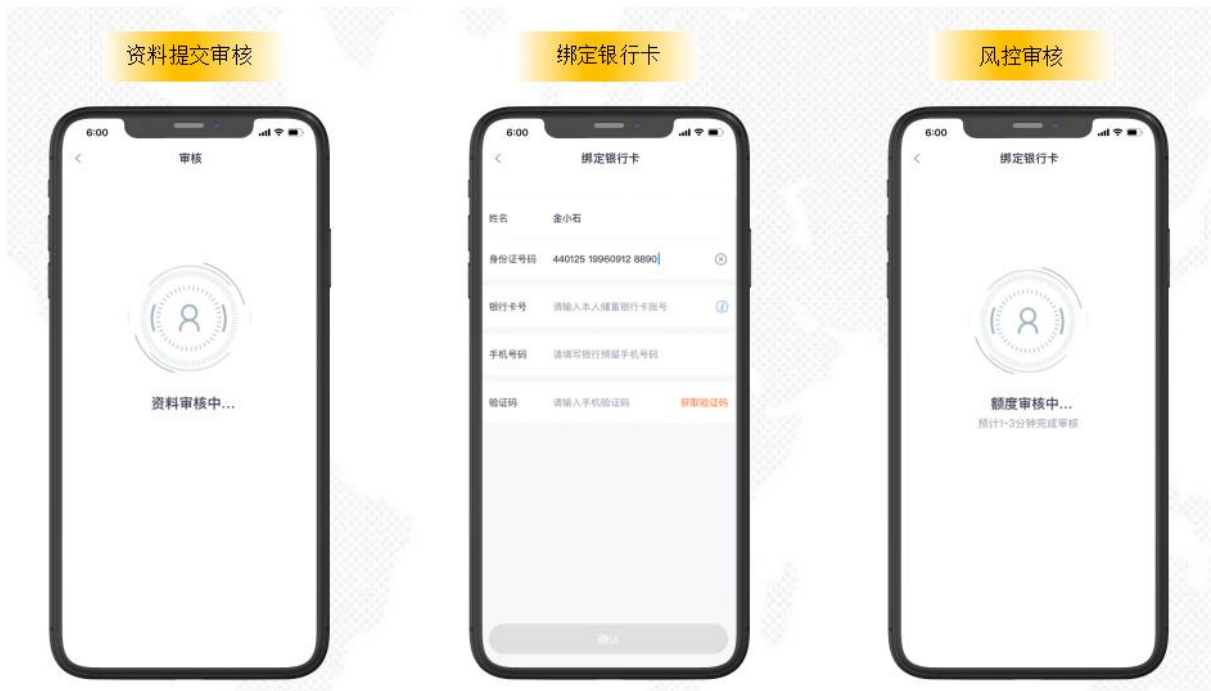 资料提交审核
绑定银行卡
风控审核
6:00
审核
资料审核中...
6:00
绑定银行卡
姓名 金小石
身份证号码 440125 19960912 8890
银行卡号 请输入本人储蓄银行卡账号
手机号码 请填写银行预留手机号码
验证码 请输入手机验证码 获取验证码
确认
6:00
绑定银行卡
额度审核中...
预计1-3分钟完成审核